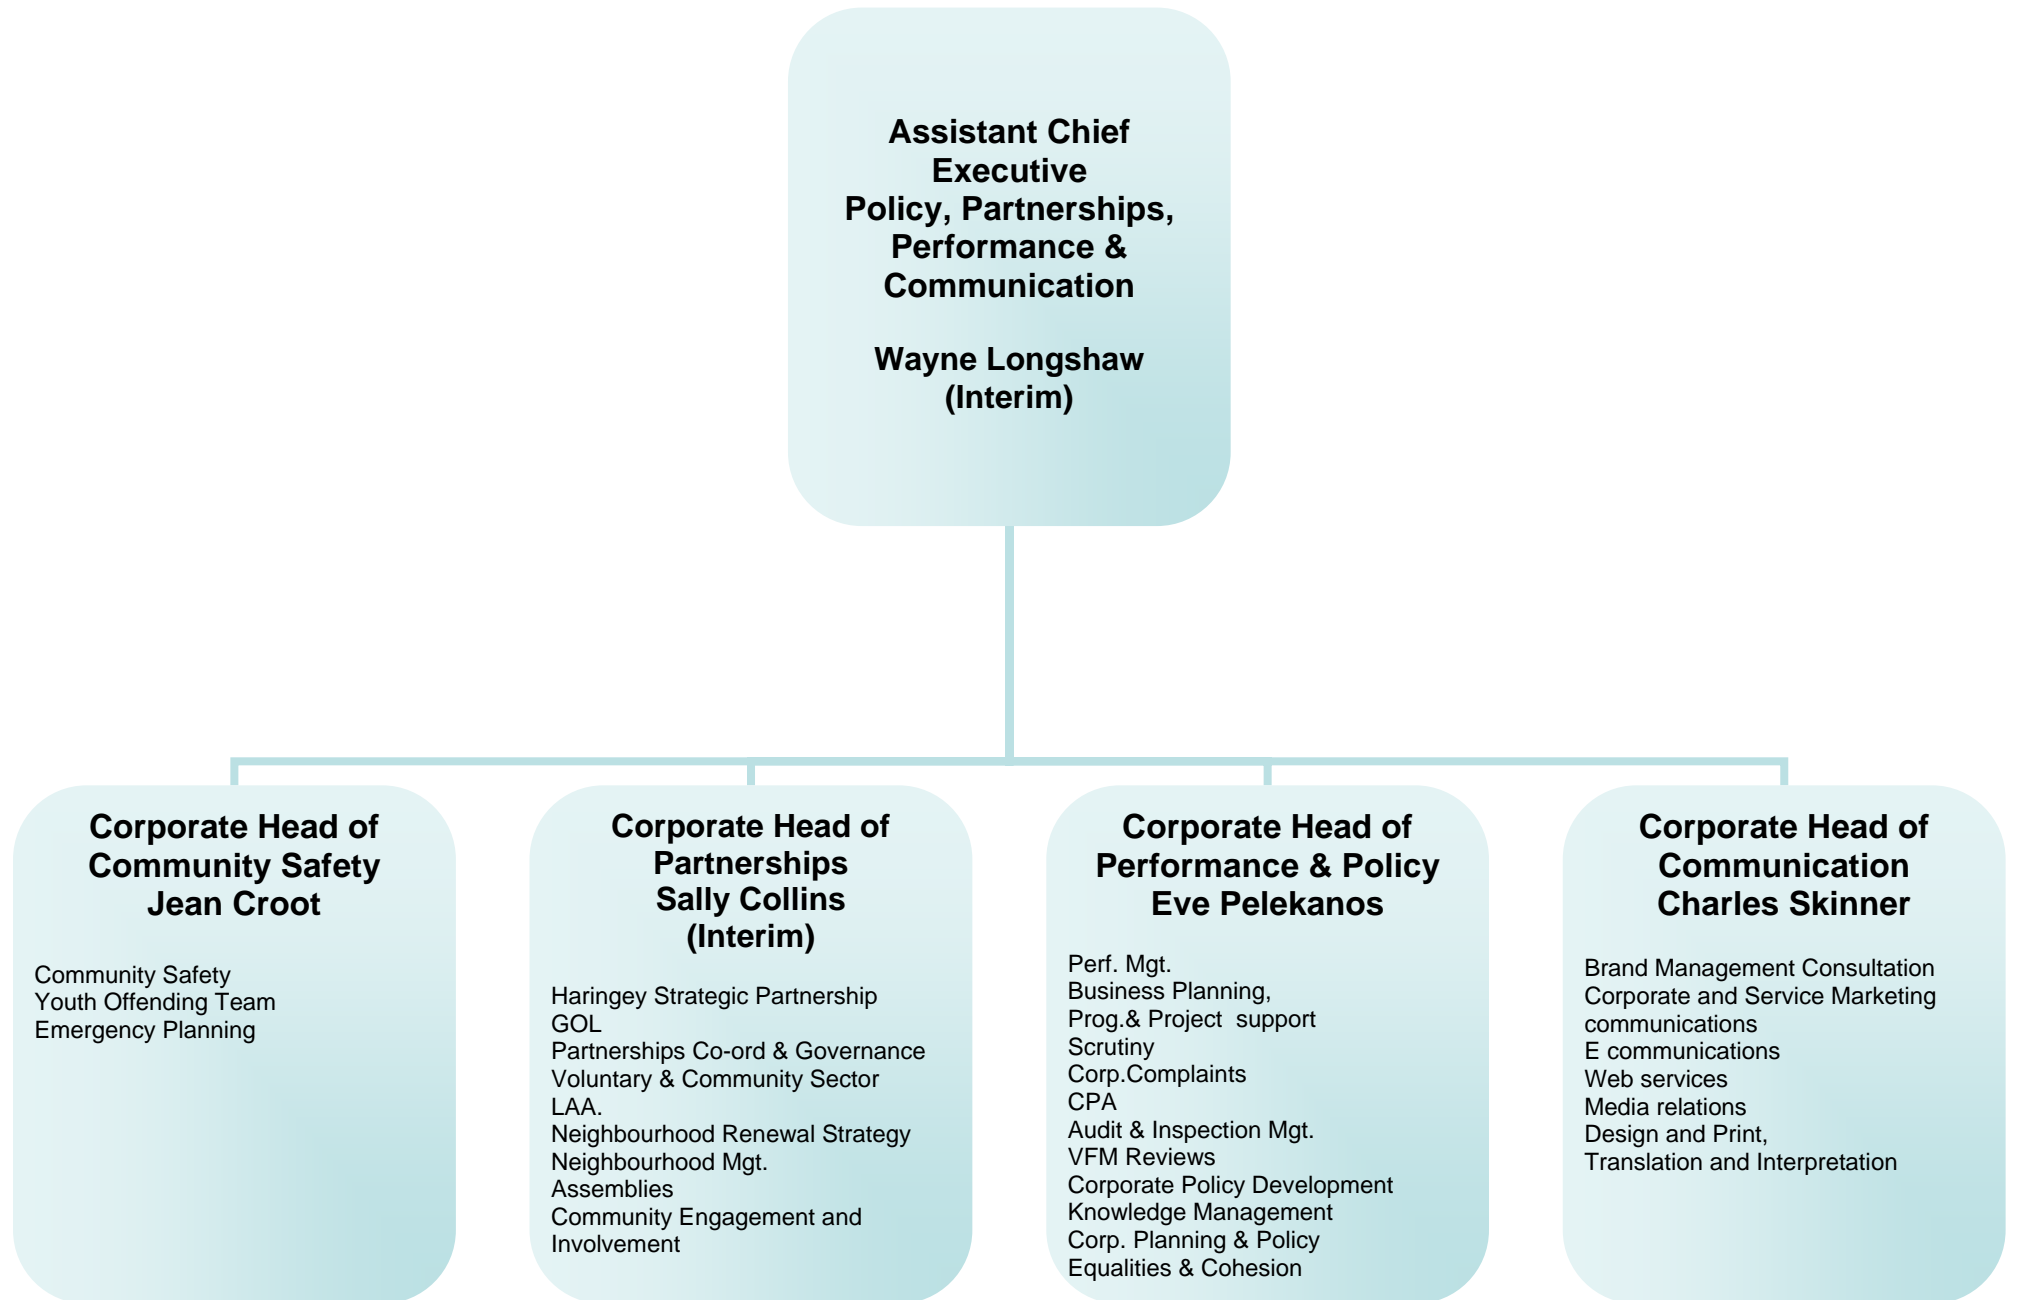 Assistant Chief
Executive
Policy, Partnerships,
Performance &
Communication
Wayne Longshaw
(Interim)
Corporate Head of
Community Safety
Jean Croot
Community Safety
Youth Offending Team
Emergency Planning
Corporate Head of
Partnerships
Sally Collins
(Interim)
Haringey Strategic Partnership
GOL
Partnerships Co-ord & Governance
Voluntary & Community Sector
LAA.
Neighbourhood Renewal Strategy
Neighbourhood Mgt.
Assemblies
Community Engagement and
Involvement
Corporate Head of
Performance & Policy
Eve Pelekanos
Perf. Mgt.
Business Planning,
Prog.& Project  support
Scrutiny
Corp.Complaints
CPA
Audit & Inspection Mgt.
VFM Reviews
Corporate Policy Development
Knowledge Management
Corp. Planning & Policy
Equalities & Cohesion
Corporate Head of
Communication
Charles Skinner
Brand Management Consultation
Corporate and Service Marketing
communications
E communications
Web services
Media relations
Design and Print,
Translation and Interpretation